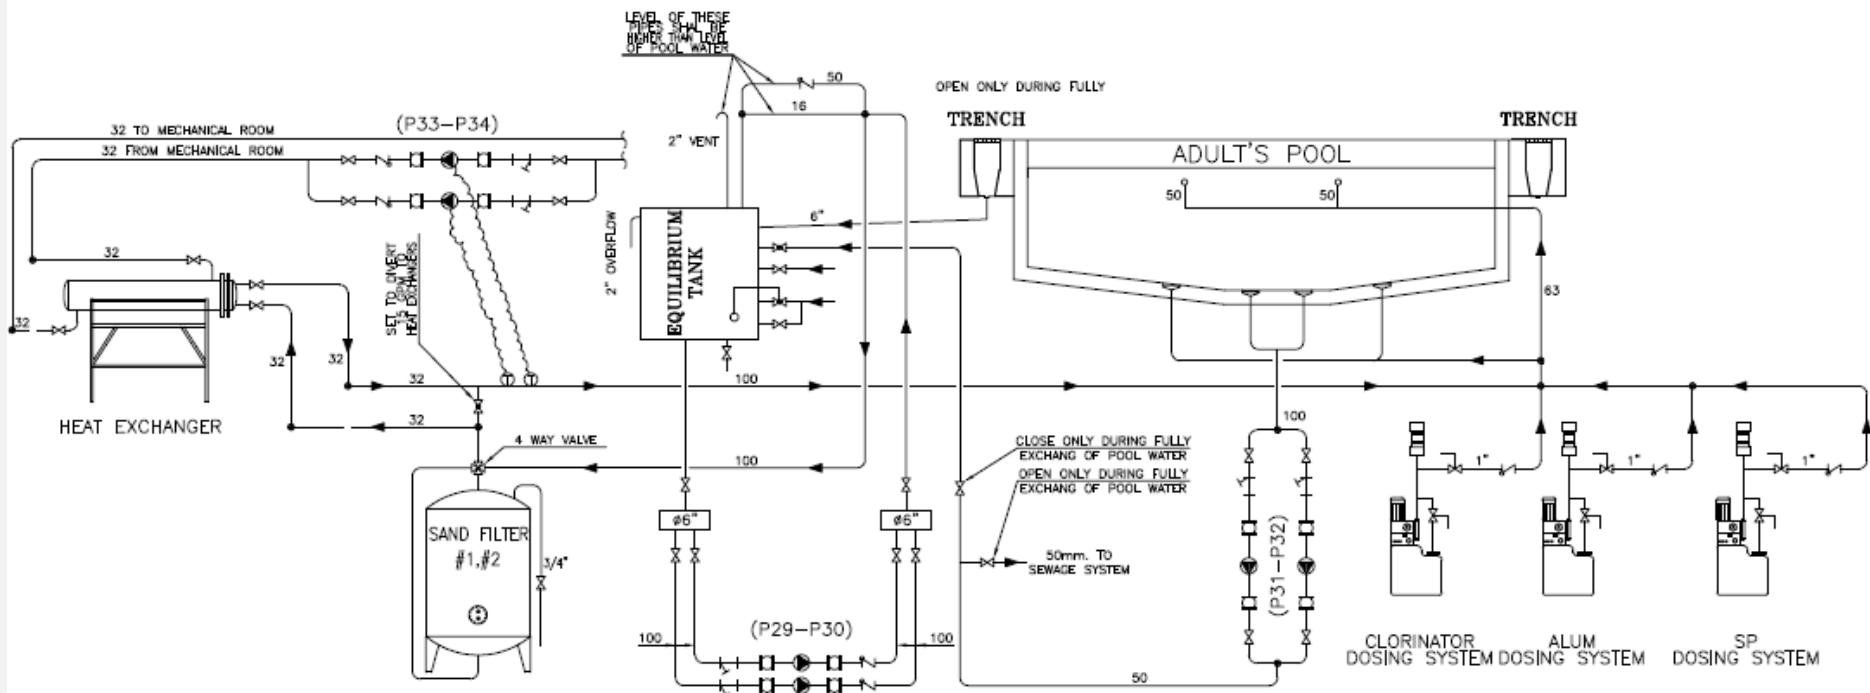 LEVEL OF THESE
PIPES SHAL BE
HIGHER THAN LEVEL
OF POOL WATER
50
16
OPEN ONLY DURING FULLY
TRENCH
TRENCH
32 TO MECHANICAL ROOM
(P33-P34)
32 FROM MECHANICAL ROOM
2" VENT
ADULT'S POOL
50
50
6"
2" OVERFLOW
EQUILIBRIUM
TANK
SET TO DIVERT
15 GPM TO
HEAT EXCHANGERS
32
32
32
32
32
100
63
HEAT EXCHANGER
32
4 WAY VALVE
100
100
CLOSE ONLY DURING FULLY
EXCHANG OF POOL WATER
OPEN ONLY DURING FULLY
EXCHANG OF POOL WATER
1"
1"
1"
SAND FILTER
#1,#2
3/4"
ø6"
ø6"
50mm. TO
SEWAGE SYSTEM
(P31-P32)
(P29-P30)
100
100
50
CLORINATOR
DOSING SYSTEM
ALUM
DOSING SYSTEM
SP
DOSING SYSTEM